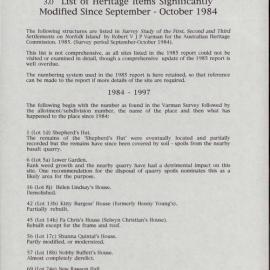 3.0 List of Heritage Items Significantly
Modified Since September - October 1984
The following structures are listed in Survey Study of the First, Second and Third
Settlements on Norfolk Island by Robert V J P Varman for the Australian Heritage
Commission, 1985. (Survey period September-October 1984).
This list is not comprehensive, as all sites listed in the 1985 report could not be
visited or examined in detail, though a comprehensive update of the 1985 report is
well overdue.
The numbering system used in the 1985 report is here retained, so that reference
can be made to the report if more details of the site are required.
1984 - 1997
The following begin with the number as found in the Varman Survey followed by
the allotment/subdivision number, the name of the place and then what has
happened to the place since 1984:
1 (Lot 1d) Shepherd's Hut.
The remains of the 'Shepherd's Hut' were eventually partially and partially
recorded but the remains have since been covered by soil - spoils from the nearby
basalt quarry.
6 (Lot 5a) Lower Garden.
Rank weed growth and the nearby quarry have had a detrimental impact on this
site. One recommendation for the disposal of quarry spoils nominates this as a
likely area for the purpose.
16 (Lot 8j) Helen Lindsay's House.
Demolished.
42 (Lot 13b) Kitty Burgess' House (formerly Honny Young's).
Partially rebuilt.
45 (Lot 14b) Pa Chris's House (Selwyn Christian's House).
Rebuilt except for the frame and roof.
56 (Lot 17c) Shunna Quintal's House.
Partly modified, or modernized.
57 (Lot 18b) Nobby Buffett's House.
Almost completely derelict.